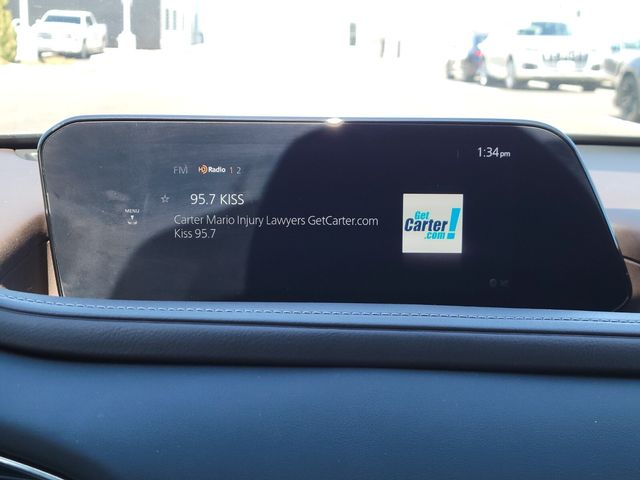 FM HD Radio 1 2
1:34pm
95.7 KISS
MENU
Carter Mario Injury Lawyers GetCarter.com
Kiss 95.7
Get
Carter!
.com